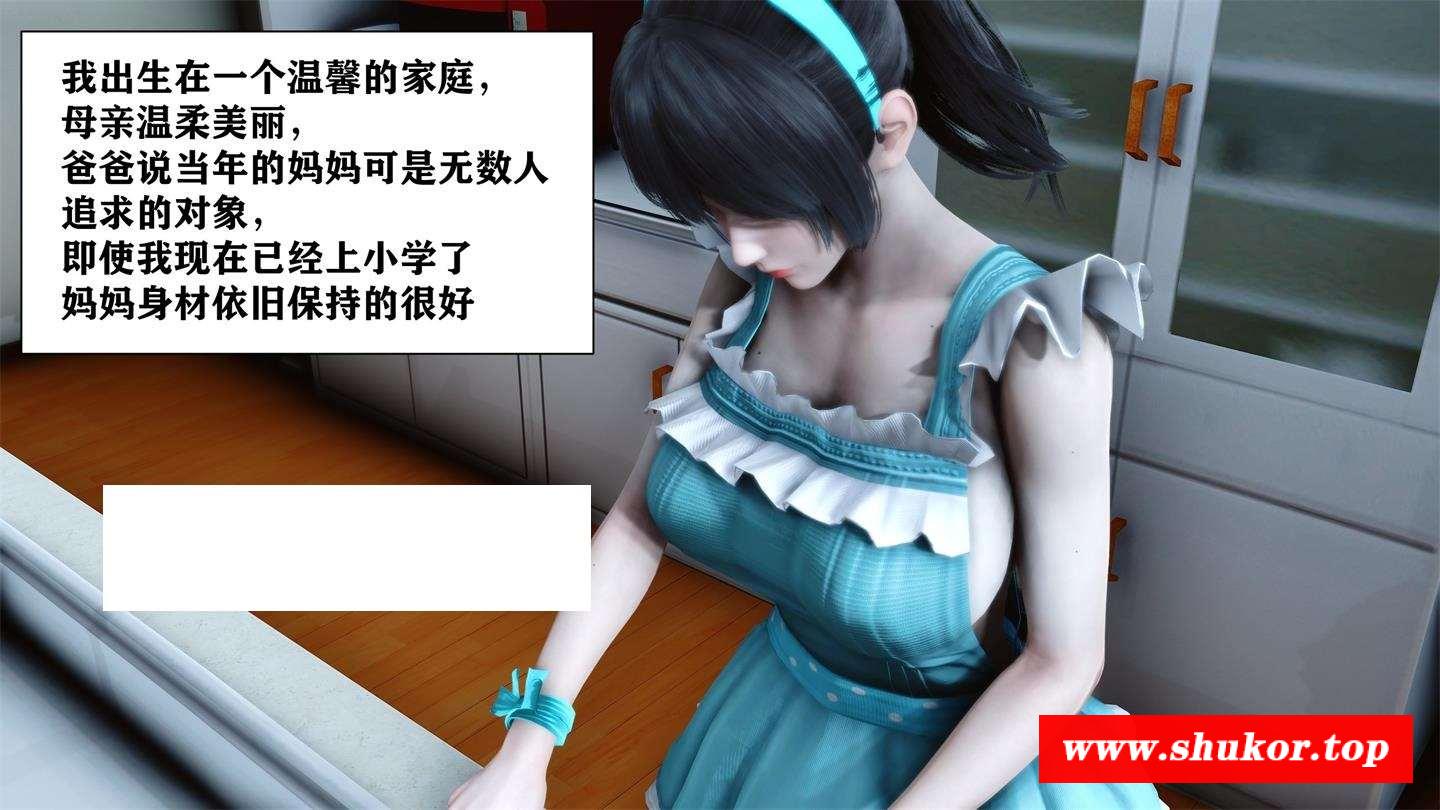 我出生在一个温馨的家庭，
母亲温柔美丽，
爸爸说当年的妈妈可是无数人
追求的对象，
即使我现在已经上小学了
妈妈身材依旧保持的很好
www.shukor.top